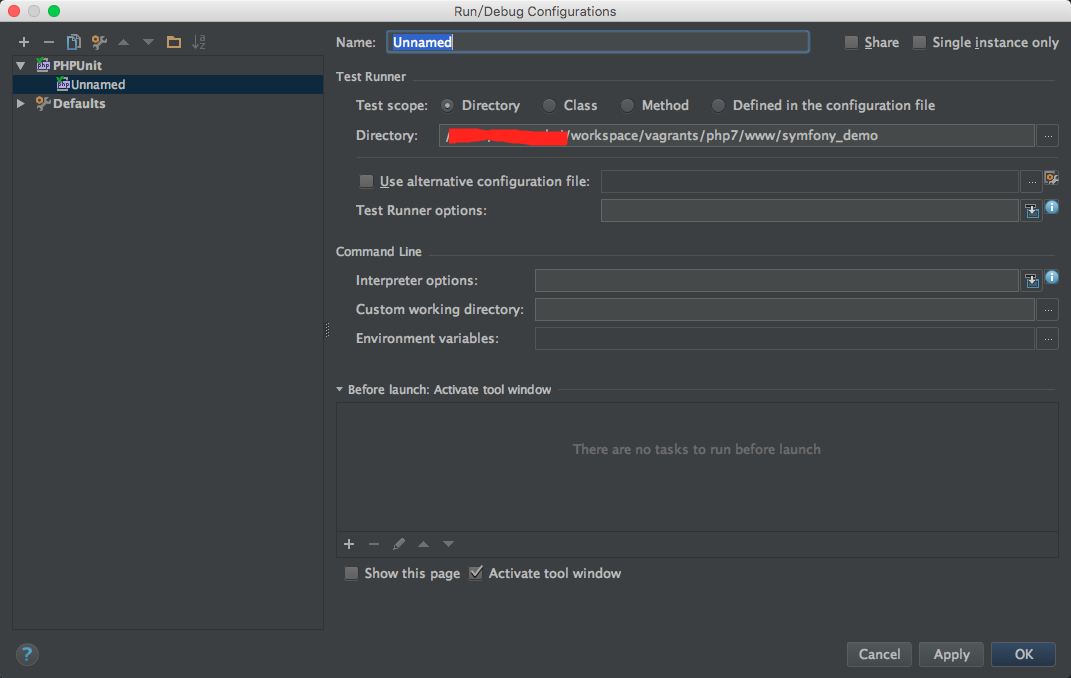 Run/Debug Configurations
Name: Unnamed Share Single instance only
PHPUnit
Unnamed
Defaults
Test Runner
Test scope: Directory Class Method Defined in the configuration file
Directory: /workspace/vagrants/php7/www/symfony_demo ...
Use alternative configuration file: ...
Test Runner options:
Command Line
Interpreter options:
Custom working directory: ...
Environment variables: ...
Before launch: Activate tool window
There are no tasks to run before launch
Show this page Activate tool window
? Cancel Apply OK